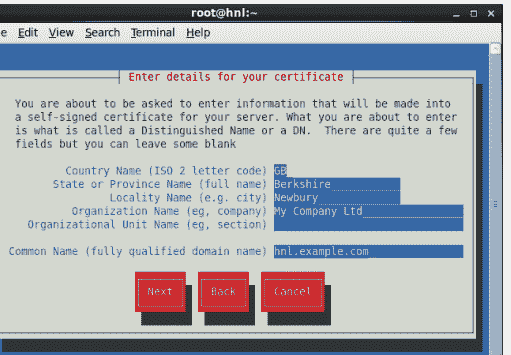 root@hnl:~
e Edit View Search Terminal Help
Enter details for your certificate
You are about to be asked to enter information that will be made into
a self-signed certificate for your server. What you are about to enter
is what is called a Distinguished Name or a DN. There are quite a few
fields but you can leave some blank
Country Name (ISO 2 letter code) GB
State or Province Name (full name) Berkshire
Locality Name (e.g. city) Newbury
Organization Name (eg, company) My Company Ltd
Organizational Unit Name (eg, section)
Common Name (fully qualified domain name) hnl.example.com
Next Back Cancel